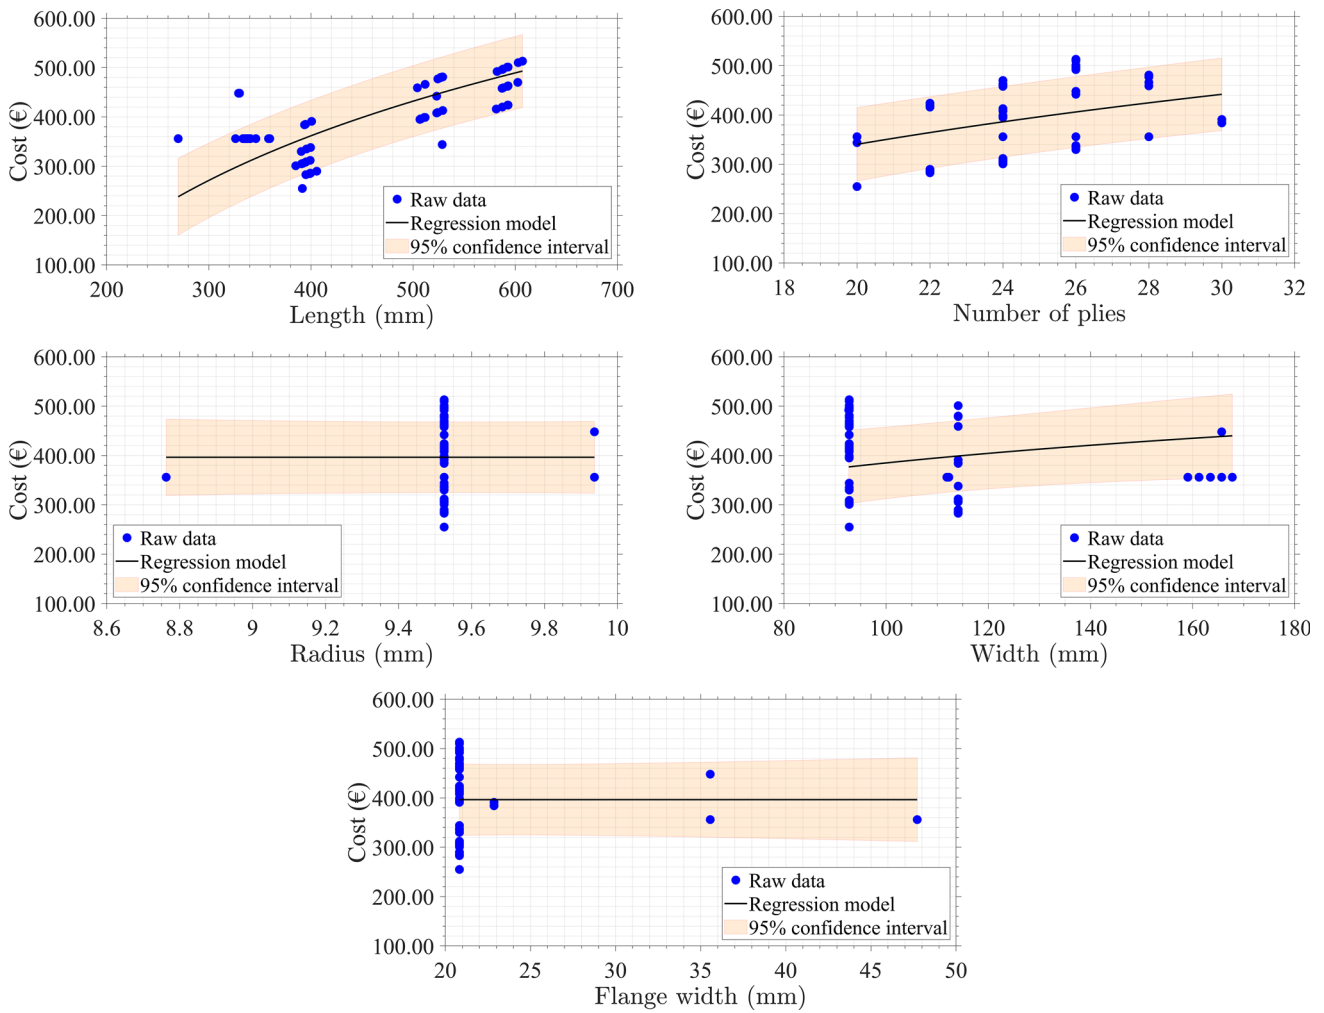 600.00
500.00
400.00
300.00
200.00
100.00
Cost (€)
Raw data
Regression model
95% confidence interval
200 300 400 500 600 700
Length (mm)
600.00
500.00
400.00
300.00
200.00
100.00
Cost (€)
Raw data
Regression model
95% confidence interval
18 20 22 24 26 28 30 32
Number of plies
600.00
500.00
400.00
300.00
200.00
100.00
Cost (€)
Raw data
Regression model
95% confidence interval
8.6 8.8 9 9.2 9.4 9.6 9.8 10
Radius (mm)
600.00
500.00
400.00
300.00
200.00
100.00
Cost (€)
Raw data
Regression model
95% confidence interval
80 100 120 140 160 180
Width (mm)
600.00
500.00
400.00
300.00
200.00
100.00
Cost (€)
Raw data
Regression model
95% confidence interval
20 25 30 35 40 45 50
Flange width (mm)